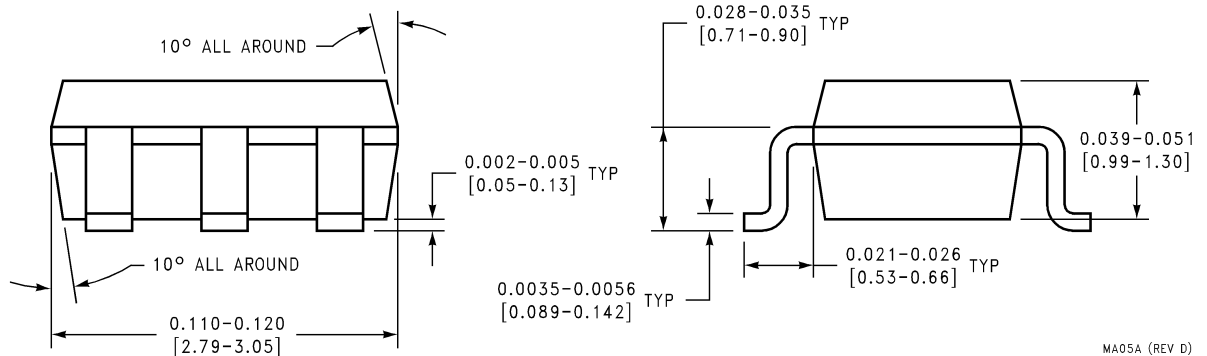 10° ALL AROUND
0.002–0.005 TYP
[0.05–0.13]
10° ALL AROUND
0.110–0.120
[2.79–3.05]
0.028–0.035 TYP
[0.71–0.90]
0.039–0.051
[0.99–1.30]
0.021–0.026 TYP
[0.53–0.66]
0.0035–0.0056 TYP
[0.089–0.142]
MA05A (REV D)